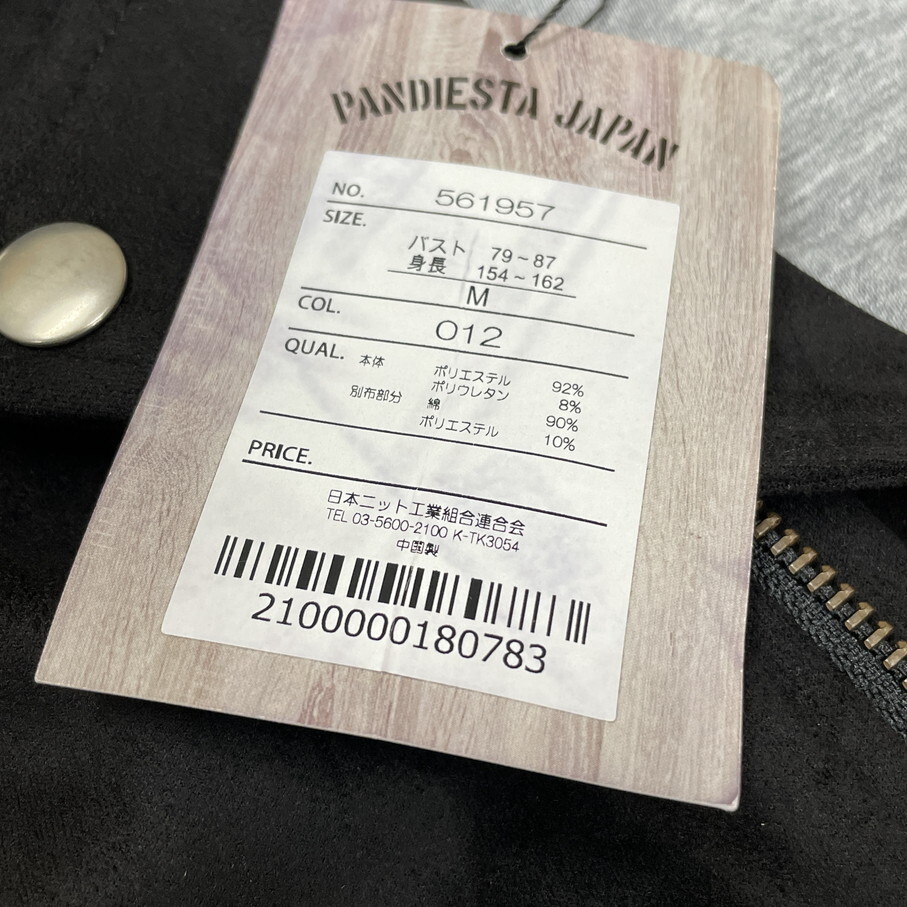 PANDIESTA JAPAN
NO. 561957
SIZE.
バスト 79~87
身長 154~162
M
COL.
012
QUAL. 本体 ポリエステル 92%
ポリウレタン 8%
別布部分 綿 90%
ポリエステル 10%
PRICE.
日本ニット工業組合連合会
TEL 03-5600-2100 K-TK3054
中国製
2100000180783